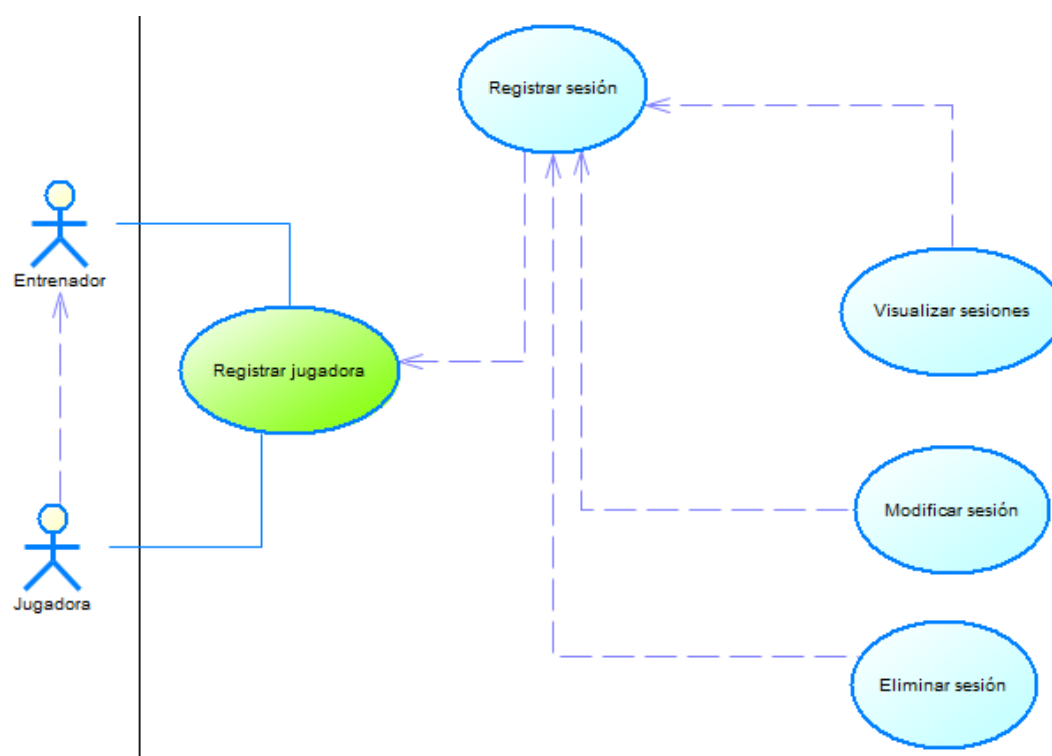 Registrar sesión
Entrenador
Visualizar sesiones
Registrar jugadora
Modificar sesión
Jugadora
Eliminar sesión